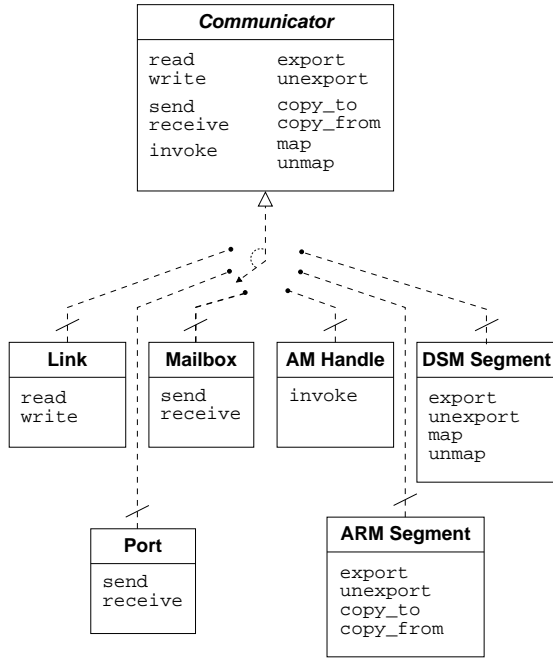 Communicator
read export
write unexport
send copy_to
receive copy_from
invoke map
unmap
Link
read
write
Mailbox
send
receive
AM Handle
invoke
DSM Segment
export
unexport
map
unmap
Port
send
receive
ARM Segment
export
unexport
copy_to
copy_from